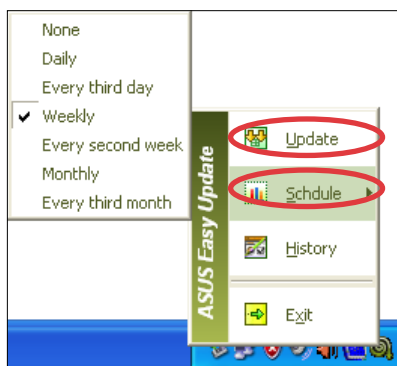 None
Daily
Every third day
Weekly
Every second week
Monthly
Every third month
ASUS Easy Update
Update
Schdule
History
Exit